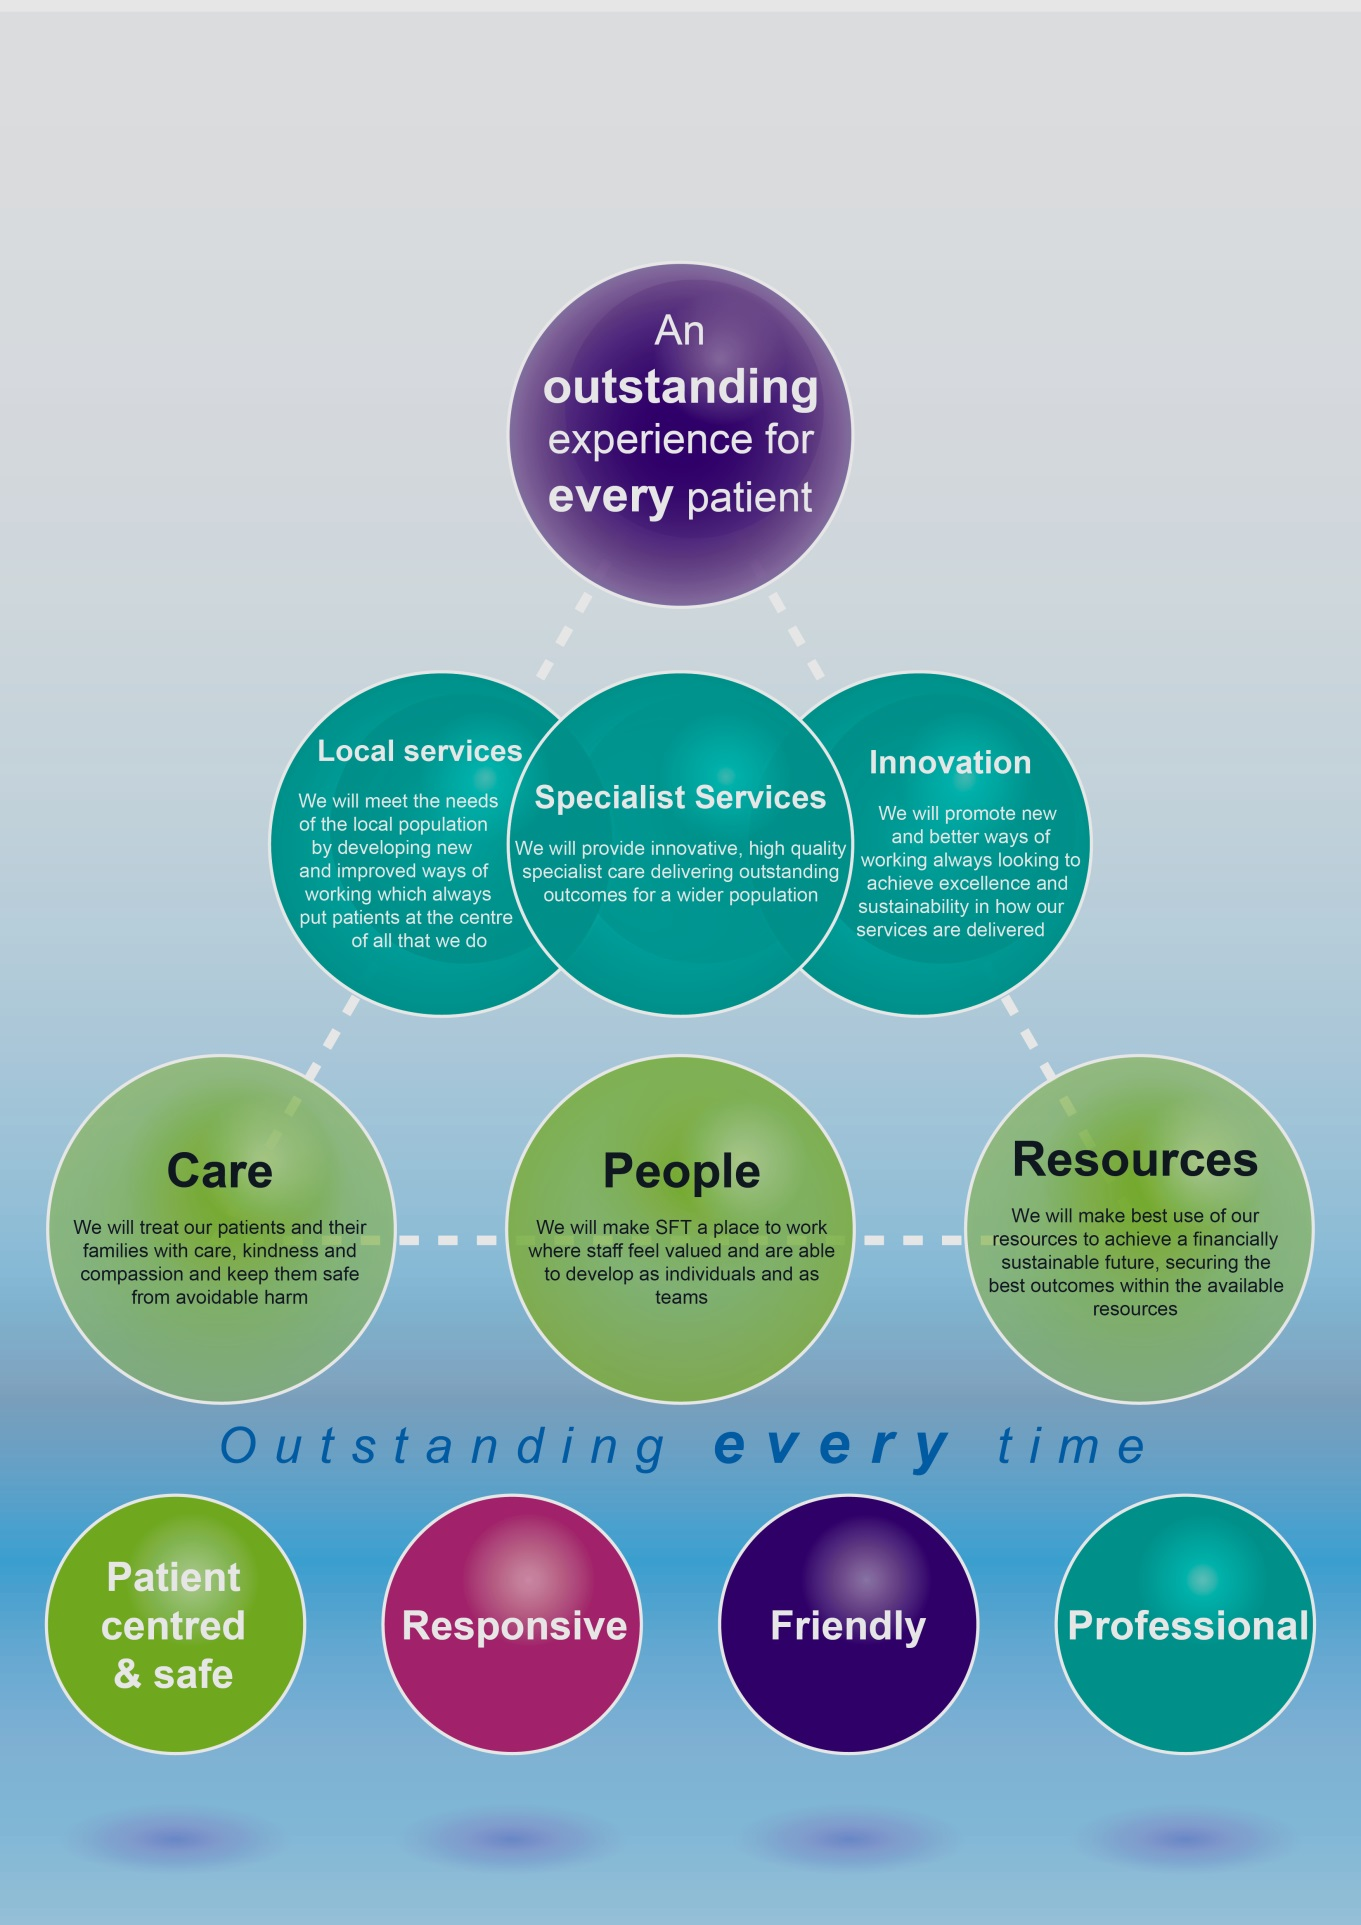 An
outstanding
experience for
every patient
Local services
We will meet the needs
of the local population
by developing new
and improved ways of
working which always
put patients at the centre
of all that we do
Specialist Services
We will provide innovative, high quality
specialist care delivering outstanding
outcomes for a wider population
Innovation
We will promote new
and better ways of
working always looking to
achieve excellence and
sustainability in how our
services are delivered
Care
We will treat our patients and their
families with care, kindness and
compassion and keep them safe
from avoidable harm
People
We will make SFT a place to work
where staff feel valued and are able
to develop as individuals and as
teams
Resources
We will make best use of our
resources to achieve a financially
sustainable future, securing the
best outcomes within the available
resources
Outstanding every time
Patient
centred
& safe
Responsive
Friendly
Professional